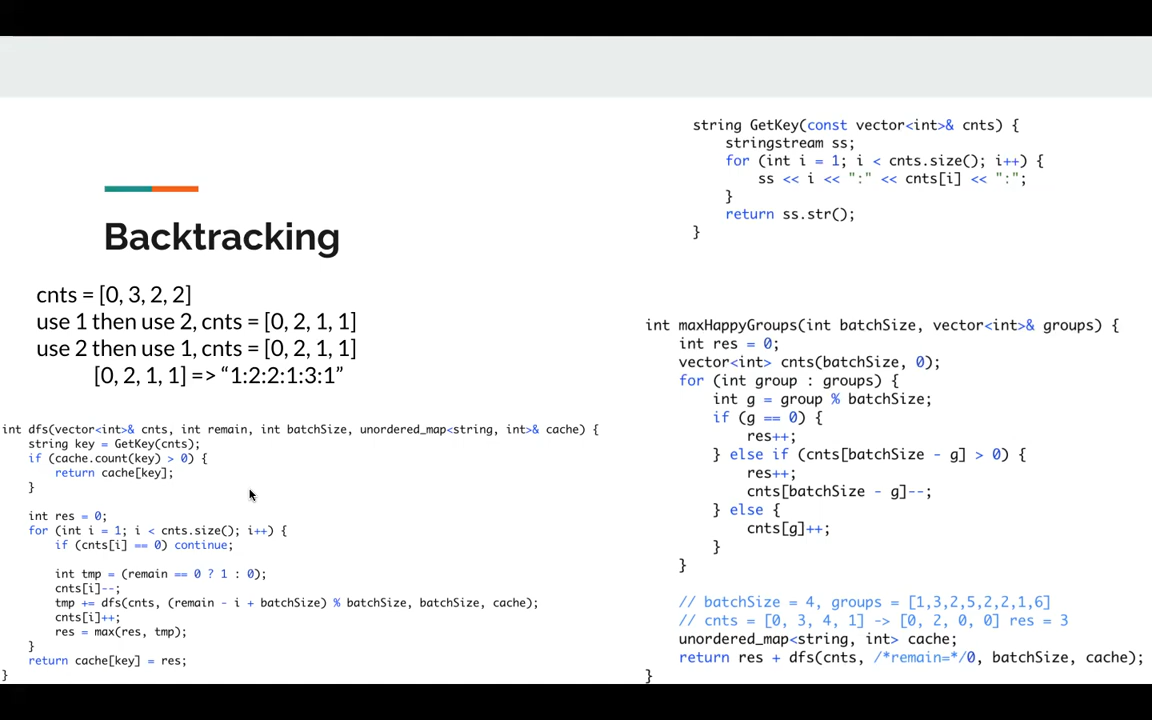 Backtracking
cnts = [0, 3, 2, 2]
use 1 then use 2, cnts = [0, 2, 1, 1]
use 2 then use 1, cnts = [0, 2, 1, 1]
[0, 2, 1, 1] => “1:2:2:1:3:1”
int dfs(vector<int>& cnts, int remain, int batchSize, unordered_map<string, int>& cache) {
string key = GetKey(cnts);
if (cache.count(key) > 0) {
return cache[key];
}
int res = 0;
for (int i = 1; i < cnts.size(); i++) {
if (cnts[i] == 0) continue;
int tmp = (remain == 0 ? 1 : 0);
cnts[i]--;
tmp += dfs(cnts, (remain - i + batchSize) % batchSize, batchSize, cache);
cnts[i]++;
res = max(res, tmp);
}
return cache[key] = res;
}
string GetKey(const vector<int>& cnts) {
stringstream ss;
for (int i = 1; i < cnts.size(); i++) {
ss << i << ":" << cnts[i] << ":";
}
return ss.str();
}
int maxHappyGroups(int batchSize, vector<int>& groups) {
int res = 0;
vector<int> cnts(batchSize, 0);
for (int group : groups) {
int g = group % batchSize;
if (g == 0) {
res++;
} else if (cnts[batchSize - g] > 0) {
res++;
cnts[batchSize - g]--;
} else {
cnts[g]++;
}
}
// batchSize = 4, groups = [1,3,2,5,2,2,1,6]
// cnts = [0, 3, 4, 1] -> [0, 2, 0, 0] res = 3
unordered_map<string, int> cache;
return res + dfs(cnts, /*remain=*/0, batchSize, cache);
}